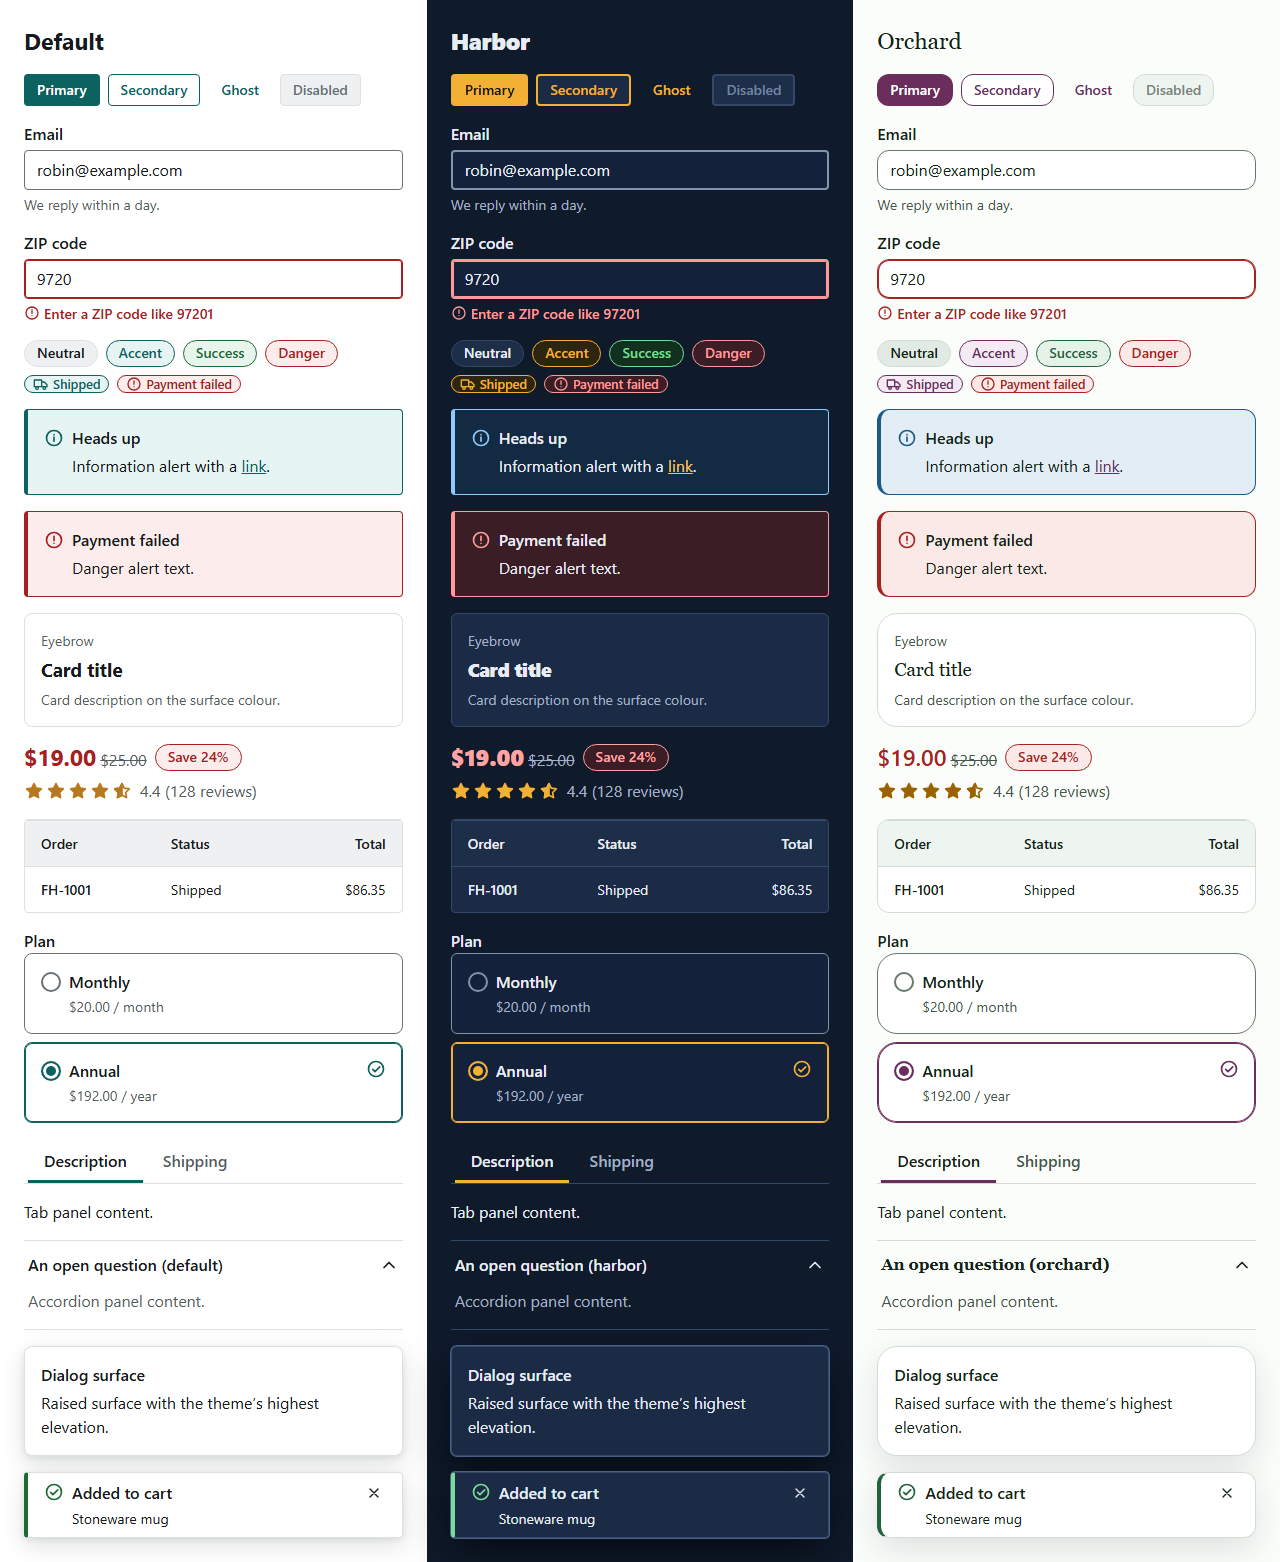 Default
Primary
Secondary
Ghost
Disabled
Email
robin@example.com
We reply within a day.
ZIP code
9720
Enter a ZIP code like 97201
Neutral
Accent
Success
Danger
Shipped
Payment failed
Heads up
Information alert with a link.
Payment failed
Danger alert text.
Eyebrow
Card title
Card description on the surface colour.
$19.00 $25.00 Save 24%
4.4 (128 reviews)
Order Status Total
FH-1001 Shipped $86.35
Plan
Monthly
$20.00 / month
Annual
$192.00 / year
Description Shipping
Tab panel content.
An open question (default)
Accordion panel content.
Dialog surface
Raised surface with the theme’s highest
elevation.
Added to cart
Stoneware mug
Harbor
Primary
Secondary
Ghost
Disabled
Email
robin@example.com
We reply within a day.
ZIP code
9720
Enter a ZIP code like 97201
Neutral
Accent
Success
Danger
Shipped
Payment failed
Heads up
Information alert with a link.
Payment failed
Danger alert text.
Eyebrow
Card title
Card description on the surface colour.
$19.00 $25.00 Save 24%
4.4 (128 reviews)
Order Status Total
FH-1001 Shipped $86.35
Plan
Monthly
$20.00 / month
Annual
$192.00 / year
Description Shipping
Tab panel content.
An open question (harbor)
Accordion panel content.
Dialog surface
Raised surface with the theme’s highest
elevation.
Added to cart
Stoneware mug
Orchard
Primary
Secondary
Ghost
Disabled
Email
robin@example.com
We reply within a day.
ZIP code
9720
Enter a ZIP code like 97201
Neutral
Accent
Success
Danger
Shipped
Payment failed
Heads up
Information alert with a link.
Payment failed
Danger alert text.
Eyebrow
Card title
Card description on the surface colour.
$19.00 $25.00 Save 24%
4.4 (128 reviews)
Order Status Total
FH-1001 Shipped $86.35
Plan
Monthly
$20.00 / month
Annual
$192.00 / year
Description Shipping
Tab panel content.
An open question (orchard)
Accordion panel content.
Dialog surface
Raised surface with the theme’s highest
elevation.
Added to cart
Stoneware mug